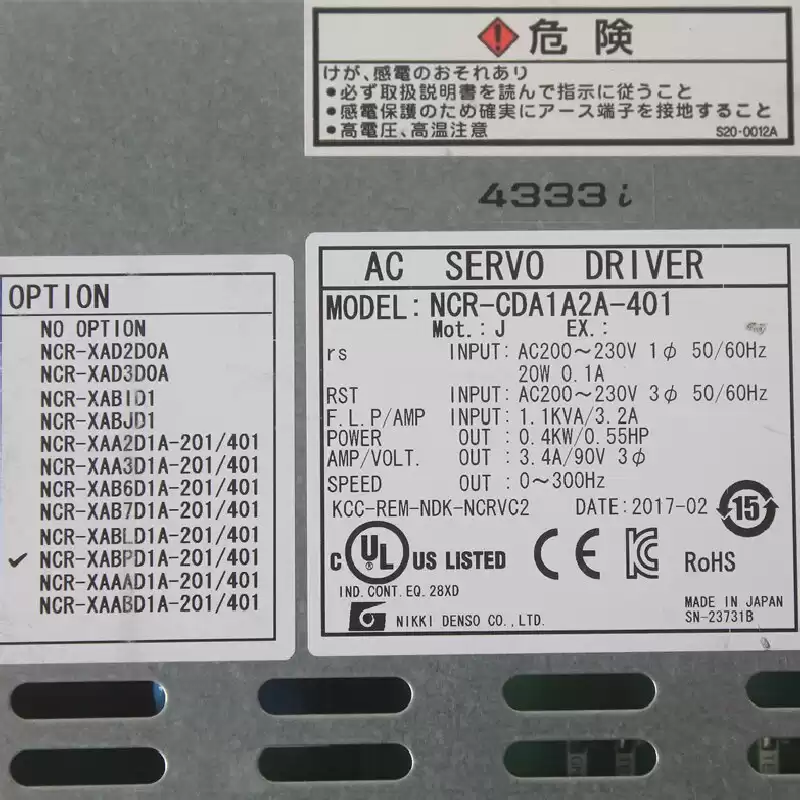 危険
けが、感電のおそれあり
●必ず取扱説明書を読んで指示に従うこと
●感電保護のため確実にアース端子を接地すること
●高電圧、高温注意
S20-0012A
4333i
OPTION
NO OPTION
NCR-XAD2D0A
NCR-XAD3D0A
NCR-XABID1
NCR-XABJD1
NCR-XAA2D1A-201/401
NCR-XAA3D1A-201/401
NCR-XAB6D1A-201/401
NCR-XAB7D1A-201/401
NCR-XABLD1A-201/401
✓ NCR-XABPD1A-201/401
NCR-XAAAD1A-201/401
NCR-XAABD1A-201/401
AC SERVO DRIVER
MODEL: NCR-CDA1A2A-401
Mot.: J EX.:
rs INPUT: AC200～230V 1φ 50/60Hz
20W 0.1A
RST INPUT: AC200～230V 3φ 50/60Hz
F.L.P/AMP INPUT: 1.1KVA/3.2A
POWER OUT : 0.4KW/0.55HP
AMP/VOLT. OUT : 3.4A/90V 3φ
SPEED OUT : 0～300Hz
KCC-REM-NDK-NCRVC2 DATE: 2017-02
15
c UL ® US LISTED CE KC RoHS
IND. CONT. EQ. 28XD
NIKKI DENSO CO., LTD.
MADE IN JAPAN
SN-23731B